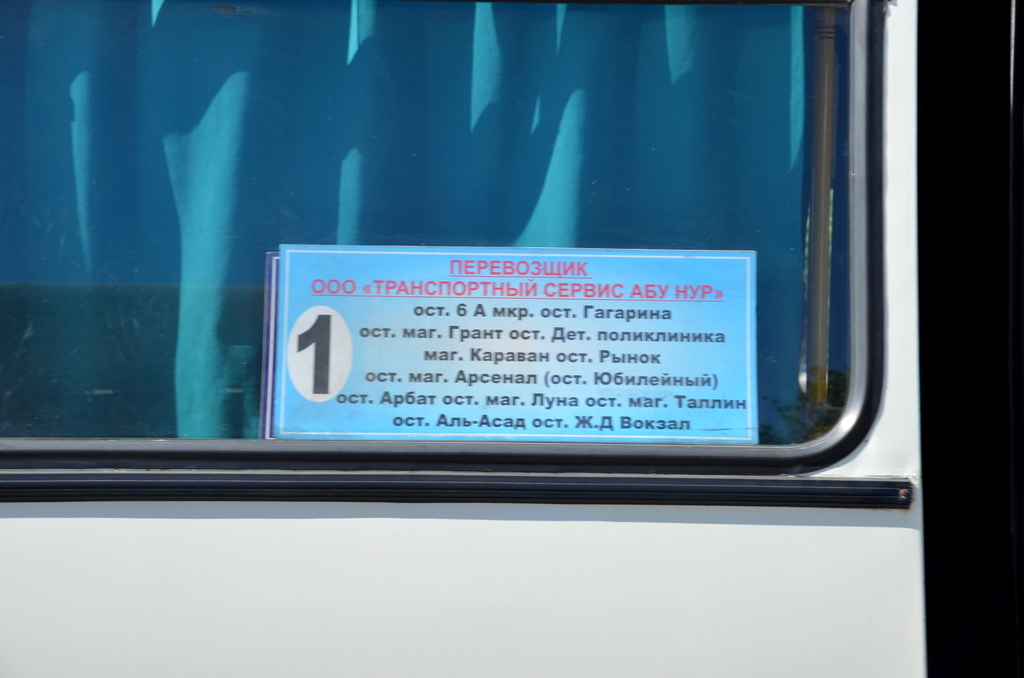 ПЕРЕВОЗЩИК
ООО «ТРАНСПОРТНЫЙ СЕРВИС АБУ НУР»
1
ост. 6 А мкр. ост. Гагарина
ост. маг. Грант ост. Дет. поликлиника
маг. Караван ост. Рынок
ост. маг. Арсенал (ост. Юбилейный)
ост. Арбат ост. маг. Луна ост. маг. Таллин
ост. Аль-Асад ост. Ж.Д Вокзал